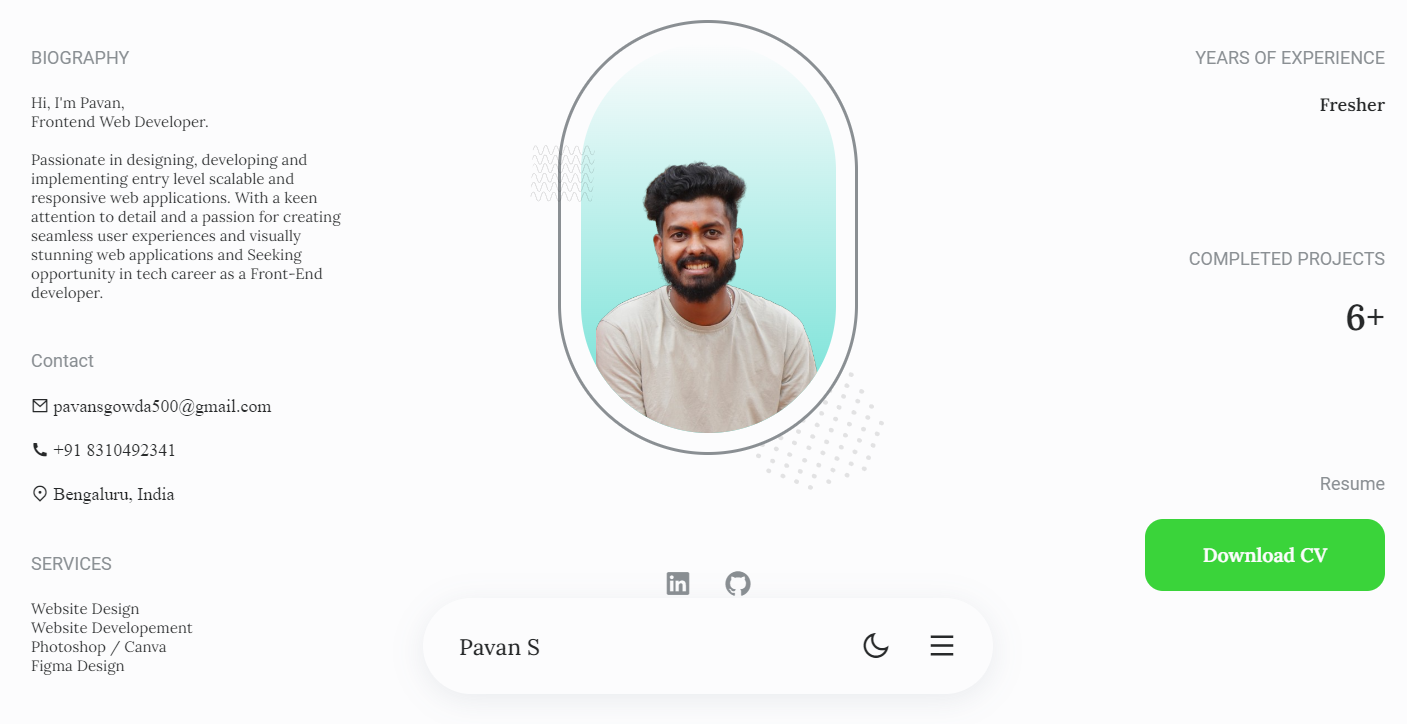 BIOGRAPHY
Hi, I'm Pavan,
Frontend Web Developer.
Passionate in designing, developing and
implementing entry level scalable and
responsive web applications. With a keen
attention to detail and a passion for creating
seamless user experiences and visually
stunning web applications and Seeking
opportunity in tech career as a Front-End
developer.
Contact
pavansgowda500@gmail.com
+91 8310492341
Bengaluru, India
SERVICES
Website Design
Website Developement
Photoshop / Canva
Figma Design
in
Pavan S
YEARS OF EXPERIENCE
Fresher
COMPLETED PROJECTS
6+
Resume
Download CV